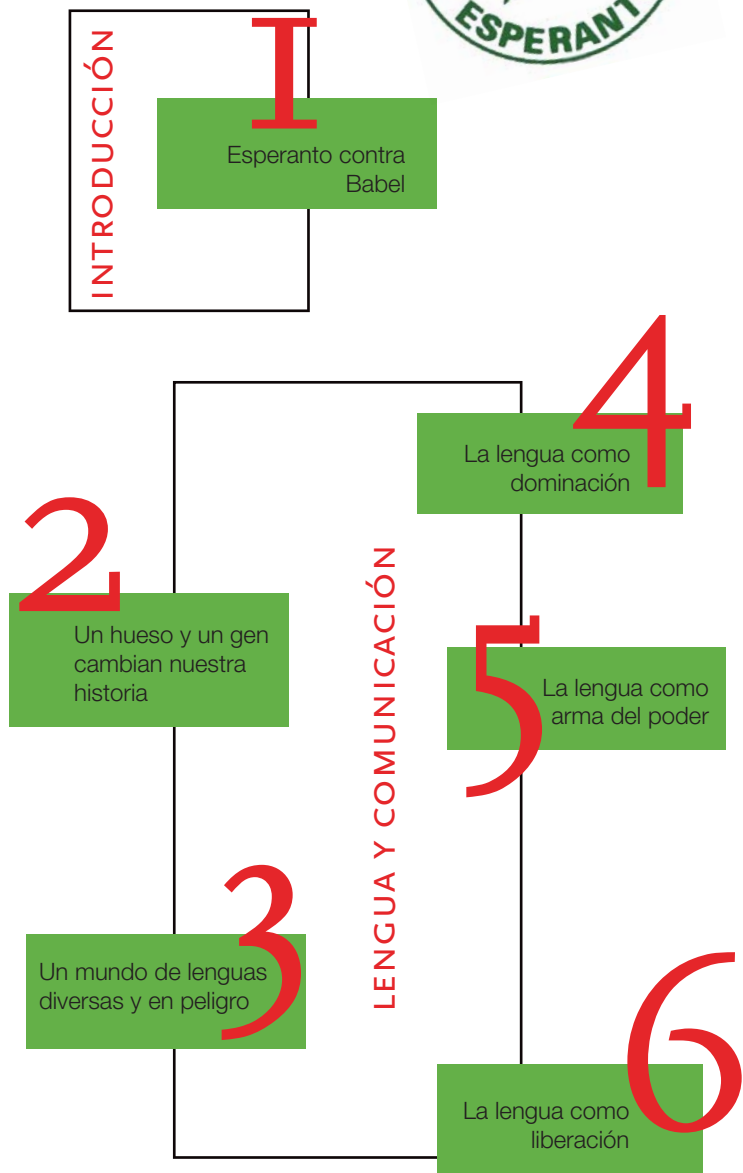 ESPERANT
INTRODUCCIÓN
1
Esperanto contra
Babel
LENGUA Y COMUNICACIÓN
2
Un hueso y un gen
cambian nuestra
historia
3
Un mundo de lenguas
diversas y en peligro
4
La lengua como
dominación
5
La lengua como
arma del poder
6
La lengua como
liberación